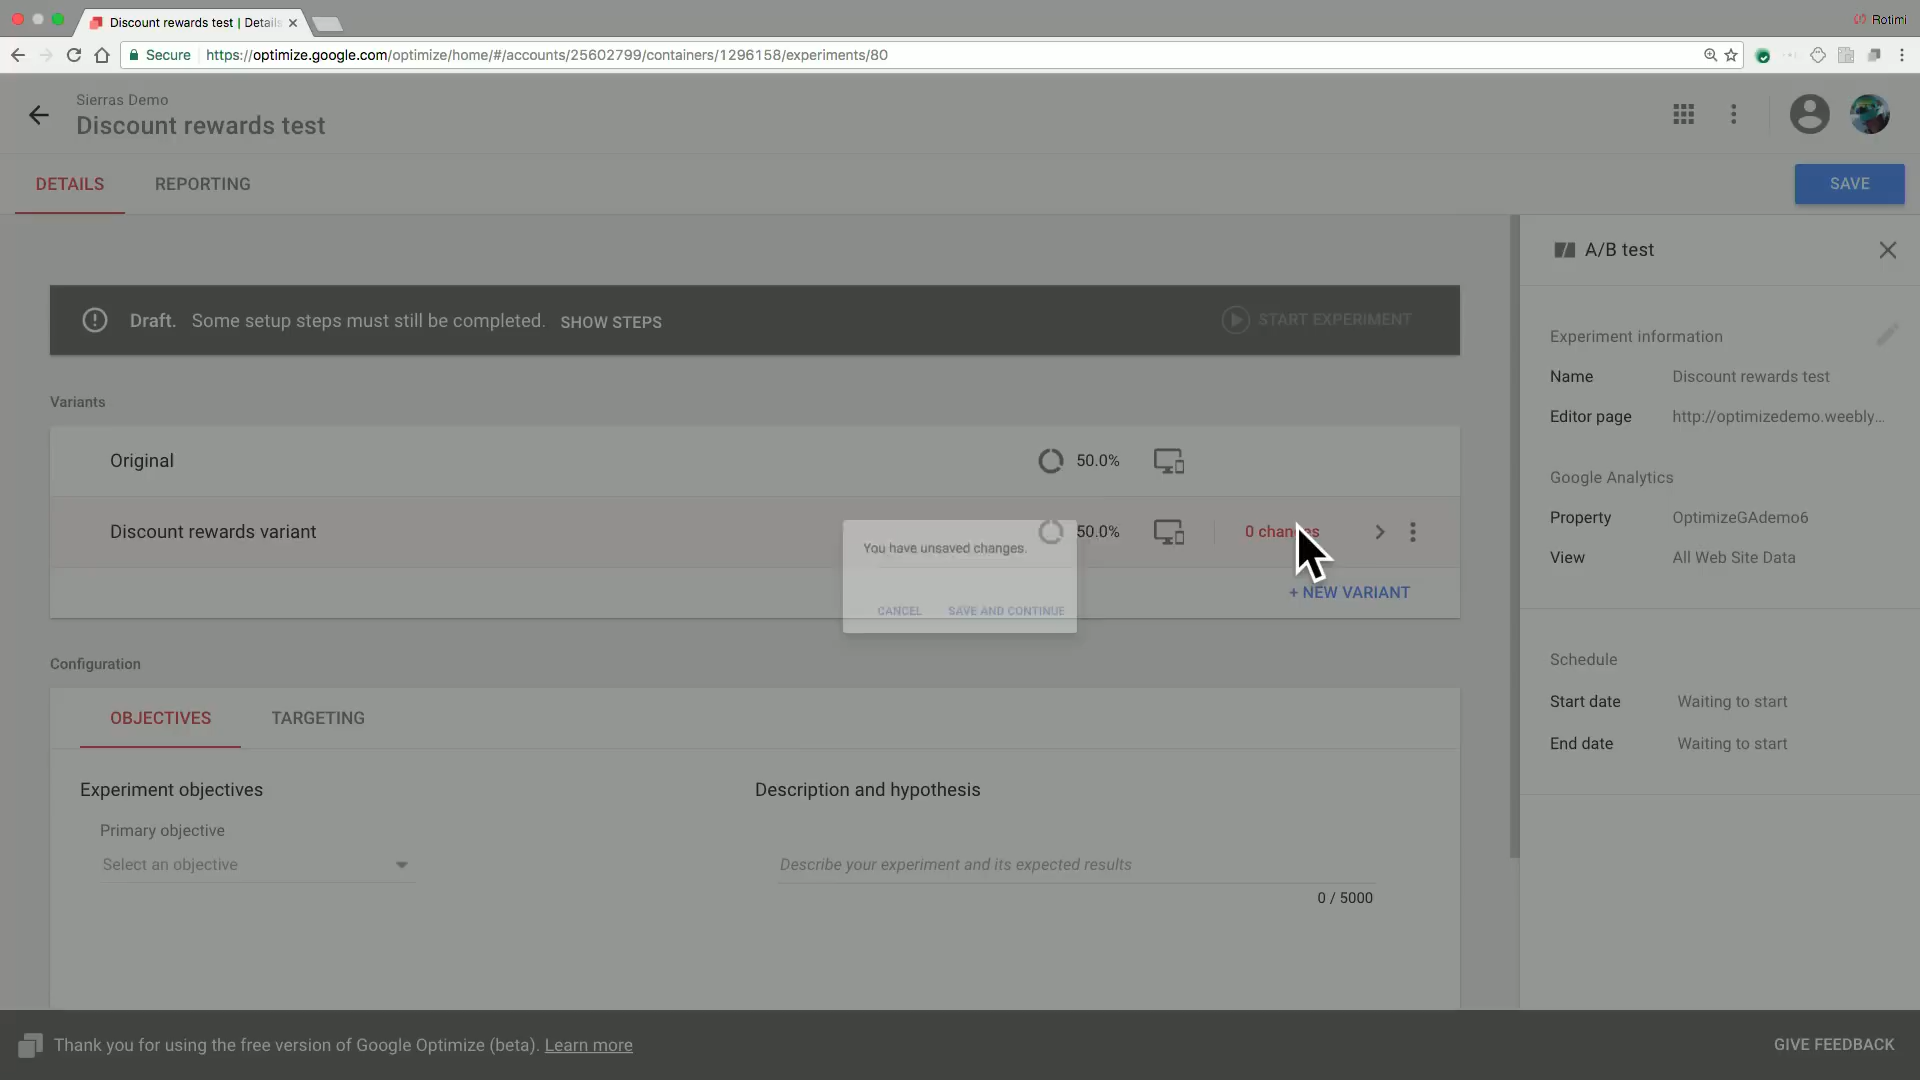 Discount rewards test | Details
Rotimi
Secure https://optimize.google.com/optimize/home/#/accounts/25602799/containers/1296158/experiments/80
Sierras Demo
Discount rewards test
DETAILS REPORTING SAVE
A/B test
Draft. Some setup steps must still be completed. SHOW STEPS START EXPERIMENT
Experiment information
Name Discount rewards test
Editor page http://optimizedemo.weebly...
Variants
Original 50.0%
Discount rewards variant 50.0% 0 changes
+ NEW VARIANT
You have unsaved changes.
CANCEL SAVE AND CONTINUE
Google Analytics
Property OptimizeGAdemo6
View All Web Site Data
Configuration
OBJECTIVES TARGETING
Schedule
Start date Waiting to start
End date Waiting to start
Experiment objectives
Primary objective
Select an objective
Description and hypothesis
Describe your experiment and its expected results
0 / 5000
Thank you for using the free version of Google Optimize (beta). Learn more
GIVE FEEDBACK